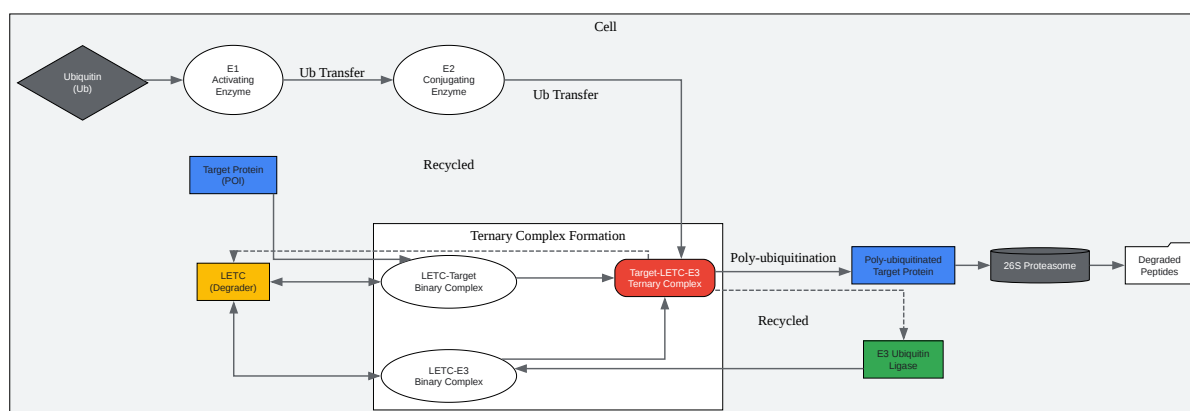 Cell
Ubiquitin
(Ub)
E1
Activating
Enzyme
Ub Transfer
E2
Conjugating
Enzyme
Ub Transfer
Recycled
Target Protein
(POI)
Ternary Complex Formation
LETC
(Degrader)
LETC-Target
Binary Complex
Target-LETC-E3
Ternary Complex
Poly-ubiquitination
Poly-ubiquitinated
Target Protein
26S Proteasome
Degraded
Peptides
Recycled
LETC-E3
Binary Complex
E3 Ubiquitin
Ligase